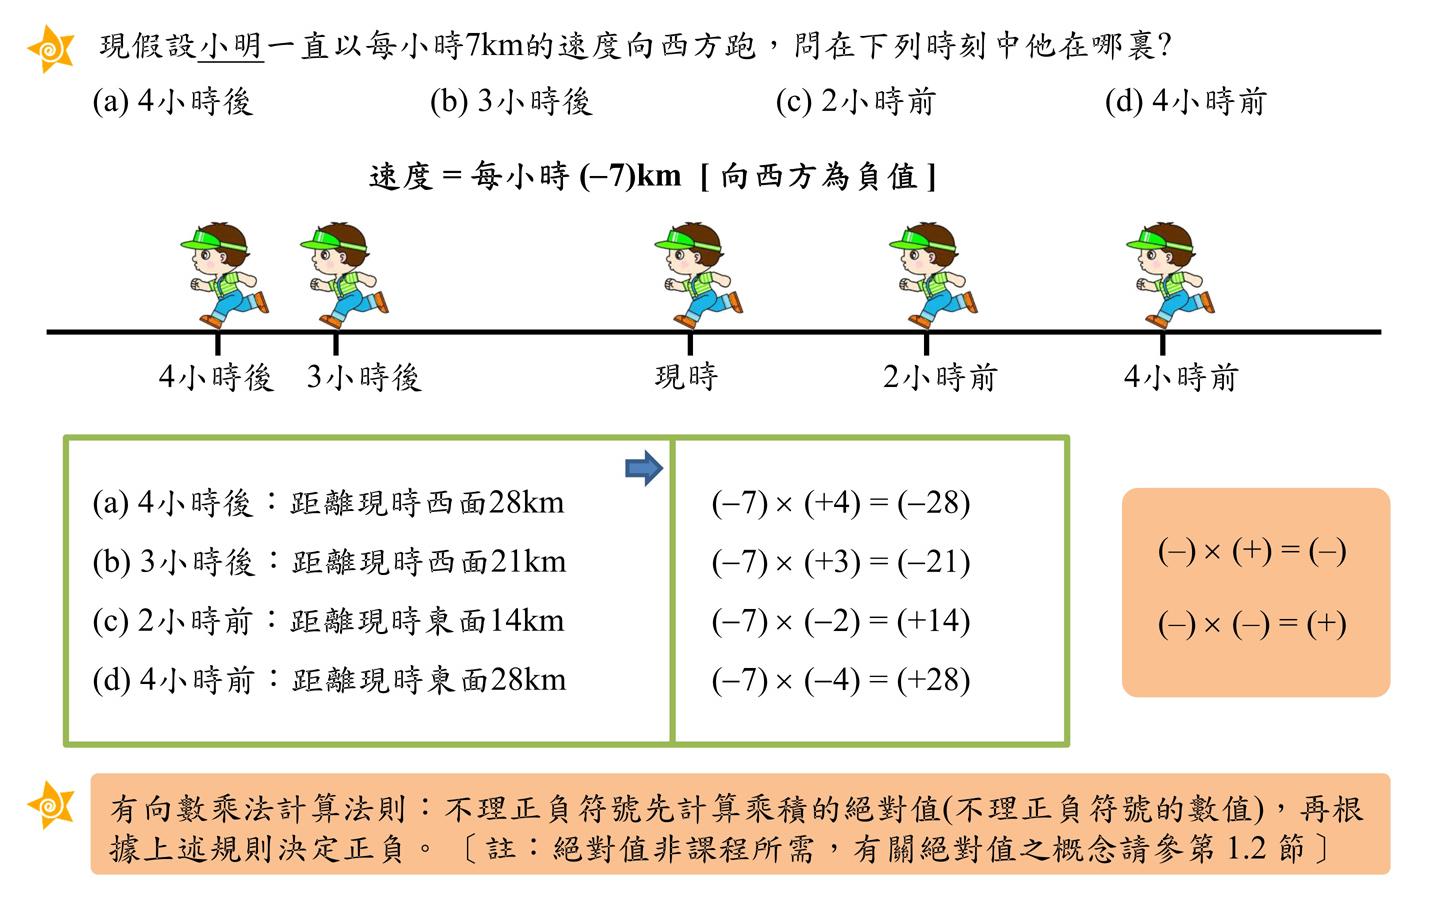 現假設小明一直以每小時7km的速度向西方跑，問在下列時刻中他在哪裏?
(a) 4小時後 (b) 3小時後 (c) 2小時前 (d) 4小時前
速度 = 每小時 (–7)km [ 向西方為負值 ]
4小時後 3小時後 現時 2小時前 4小時前
(a) 4小時後：距離現時西面28km
(b) 3小時後：距離現時西面21km
(c) 2小時前：距離現時東面14km
(d) 4小時前：距離現時東面28km
(–7) × (+4) = (–28)
(–7) × (+3) = (–21)
(–7) × (–2) = (+14)
(–7) × (–4) = (+28)
(–) × (+) = (–)
(–) × (–) = (+)
有向數乘法計算法則：不理正負符號先計算乘積的絕對值(不理正負符號的數值)，再根
據上述規則決定正負。〔 註：絕對值非課程所需，有關絕對值之概念請參第 1.2 節 〕